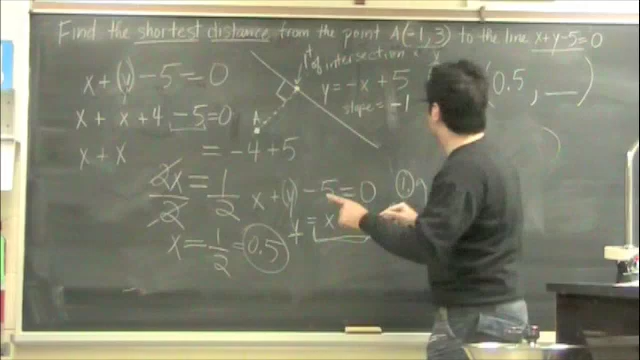 Find the shortest distance from the point A(-1, 3) to the line x+y-5=0
x + (y) - 5 = 0
x + x + 4 - 5 = 0
x + x = -4 + 5
2x/2 = 1/2
x = 1/2 = 0.5
pt of intersection
A
y = -x + 5
slope = -1
(0.5, __)
x + (y) - 5 = 0
y = x
①